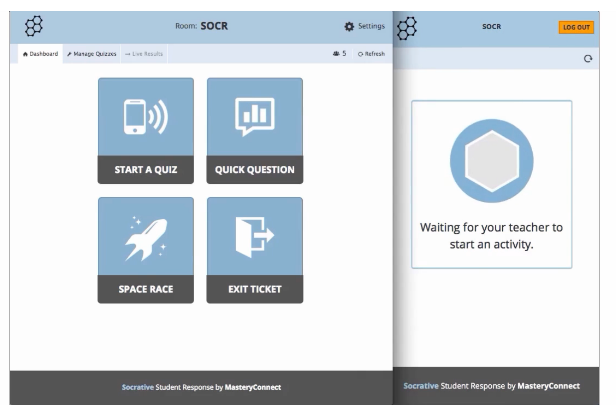 Room: SOCR
Settings
Dashboard
Manage Quizzes
Live Results
5
Refresh
START A QUIZ
QUICK QUESTION
SPACE RACE
EXIT TICKET
Socrative Student Response by MasteryConnect
SOCR
LOG OUT
Waiting for your teacher to
start an activity.
Socrative Student Response by MasteryConnect